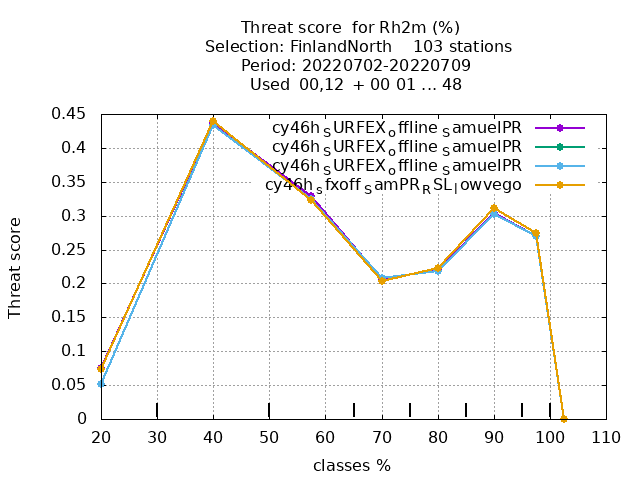 Threat score  for Rh2m (%)
Selection: FinlandNorth    103 stations
Period: 20220702-20220709
Used  00,12  + 00 01 ... 48
cy46h_SURFEX_offline_SamuelPR
cy46h_SURFEX_offline_SamuelPR
cy46h_SURFEX_offline_SamuelPR
cy46h_sfxoff_SamPR_RSL_lowvego
Threat score
0.45
0.4
0.35
0.3
0.25
0.2
0.15
0.1
0.05
0
20 30 40 50 60 70 80 90 100 110
classes %